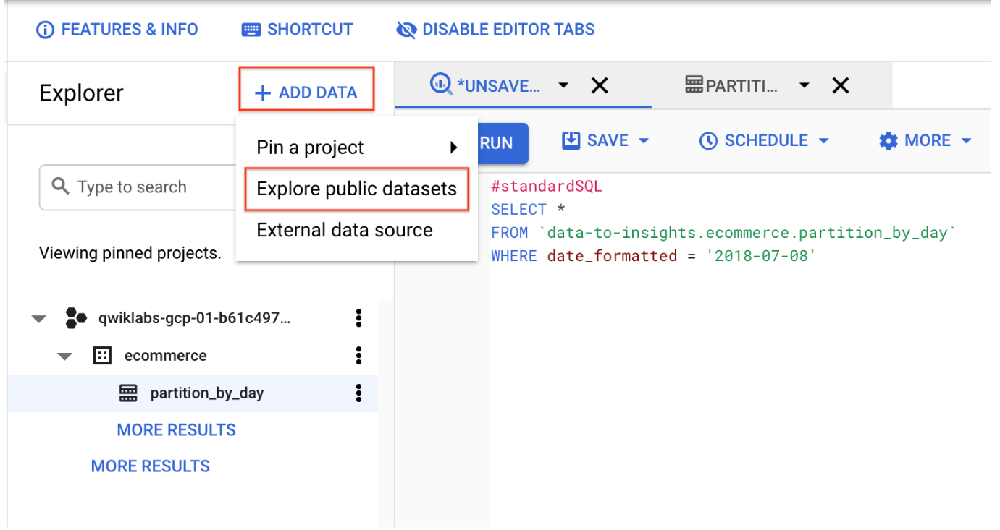 FEATURES & INFO
SHORTCUT
DISABLE EDITOR TABS
Explorer
+ ADD DATA
*UNSAVE...
PARTITI...
Pin a project
Explore public datasets
External data source
RUN
SAVE
SCHEDULE
MORE
Type to search
Viewing pinned projects.
qwiklabs-gcp-01-b61c497...
ecommerce
partition_by_day
MORE RESULTS
MORE RESULTS
#standardSQL
SELECT *
FROM `data-to-insights.ecommerce.partition_by_day`
WHERE date_formatted = '2018-07-08'